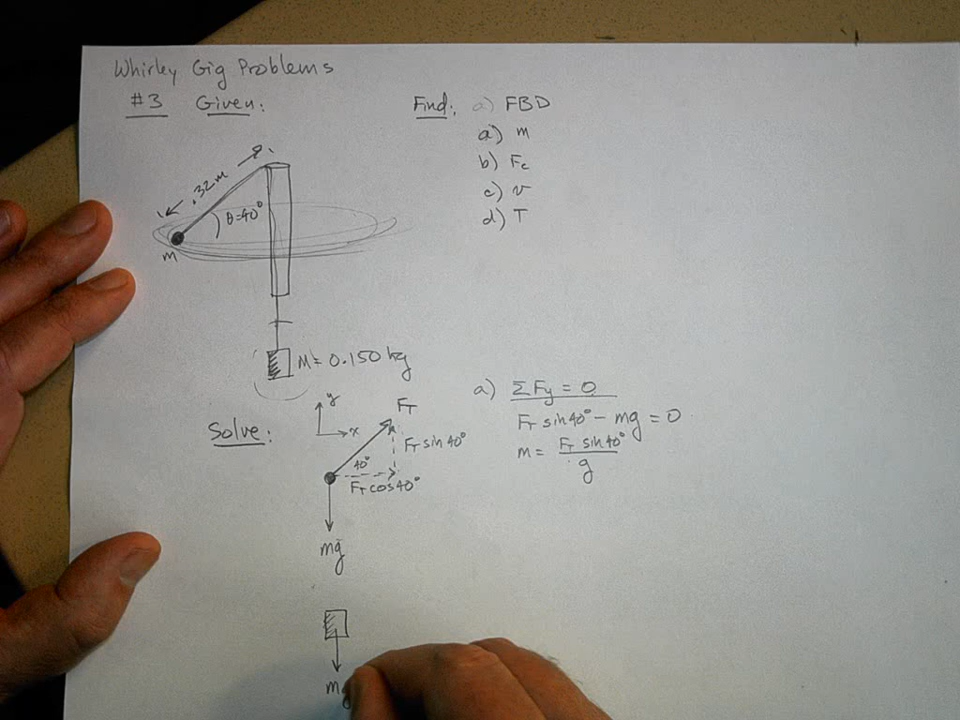 Whirley Gig Problems
#3 Given:
Find: a) FBD
a) m
b) Fc
c) v
d) T
.32m
θ=40°
m
M = 0.150 kg
Solve:
y
x
FT
FT sin 40°
40°
FT cos 40°
mg
m
a) ΣFy = 0
FT sin 40° - mg = 0
m = FT sin 40°
g